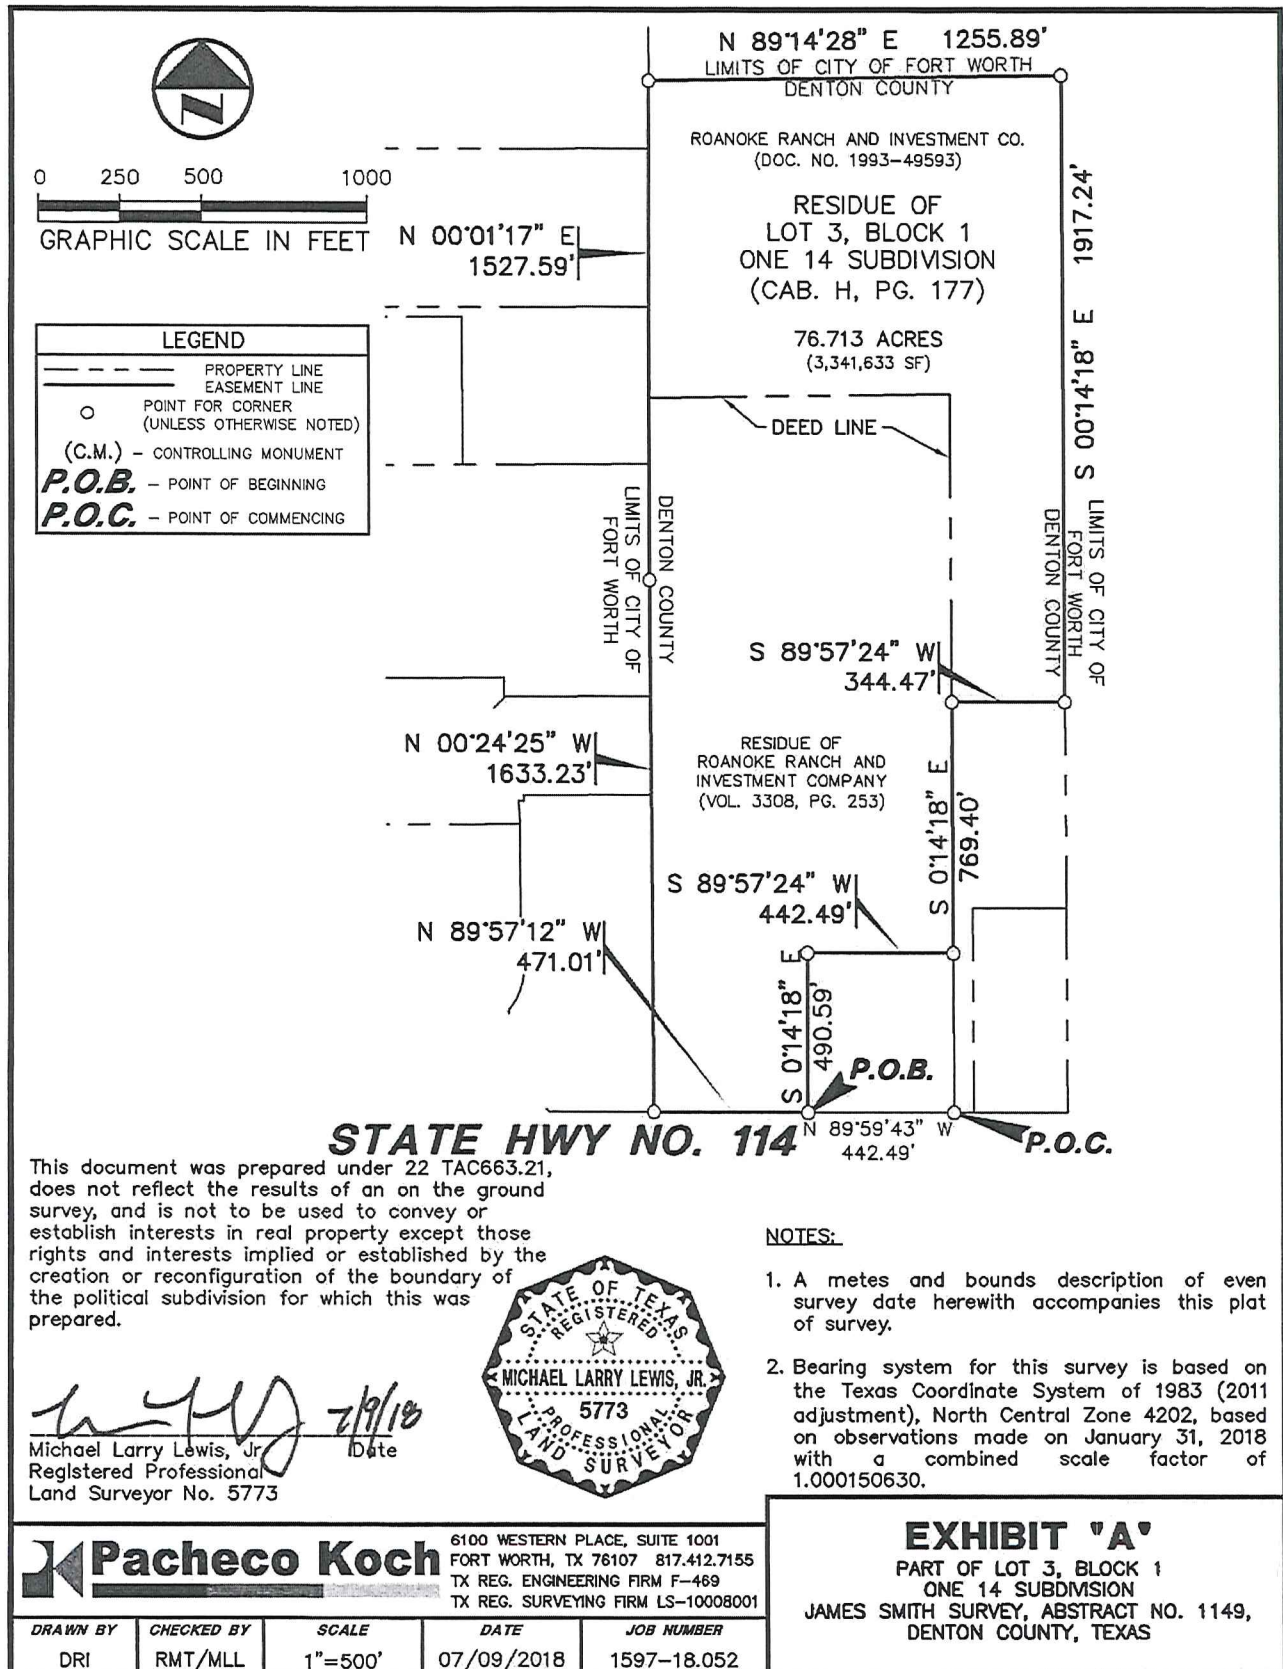 N 89°14'28" E 1255.89'
LIMITS OF CITY OF FORT WORTH
DENTON COUNTY
N
0 250 500 1000
GRAPHIC SCALE IN FEET
ROANOKE RANCH AND INVESTMENT CO.
(DOC. NO. 1993-49593)
RESIDUE OF
LOT 3, BLOCK 1
ONE 14 SUBDIVISION
(CAB. H, PG. 177)
76.713 ACRES
(3,341,633 SF)
N 00°01'17" E
1527.59'
S 00°14'18" E 1917.24'
LEGEND
PROPERTY LINE
EASEMENT LINE
POINT FOR CORNER
(UNLESS OTHERWISE NOTED)
(C.M.) - CONTROLLING MONUMENT
P.O.B. - POINT OF BEGINNING
P.O.C. - POINT OF COMMENCING
DEED LINE
DENTON COUNTY
LIMITS OF CITY OF
FORT WORTH
LIMITS OF CITY OF
FORT WORTH
DENTON COUNTY
S 89°57'24" W
344.47'
N 00°24'25" W
1633.23'
RESIDUE OF
ROANOKE RANCH AND
INVESTMENT COMPANY
(VOL. 3308, PG. 253)
S 0°14'18" E
769.40'
S 89°57'24" W
442.49'
N 89°57'12" W
471.01'
S 0°14'18" E
490.59'
P.O.B.
STATE HWY NO. 114
N 89°59'43" W
442.49'
P.O.C.
This document was prepared under 22 TAC663.21,
does not reflect the results of an on the ground
survey, and is not to be used to convey or
establish interests in real property except those
rights and interests implied or established by the
creation or reconfiguration of the boundary of
the political subdivision for which this was
prepared.
7/9/18
Michael Larry Lewis, Jr. Date
Registered Professional
Land Surveyor No. 5773
STATE OF TEXAS
REGISTERED
MICHAEL LARRY LEWIS, JR.
5773
PROFESSIONAL
LAND SURVEYOR
NOTES:
1. A metes and bounds description of even
survey date herewith accompanies this plat
of survey.
2. Bearing system for this survey is based on
the Texas Coordinate System of 1983 (2011
adjustment), North Central Zone 4202, based
on observations made on January 31, 2018
with a combined scale factor of
1.000150630.
Pacheco Koch
6100 WESTERN PLACE, SUITE 1001
FORT WORTH, TX 76107 817.412.7155
TX REG. ENGINEERING FIRM F-469
TX REG. SURVEYING FIRM LS-10008001
DRAWN BY CHECKED BY SCALE DATE JOB NUMBER
DRI RMT/MLL 1"=500' 07/09/2018 1597-18.052
EXHIBIT "A"
PART OF LOT 3, BLOCK 1
ONE 14 SUBDIVISION
JAMES SMITH SURVEY, ABSTRACT NO. 1149,
DENTON COUNTY, TEXAS